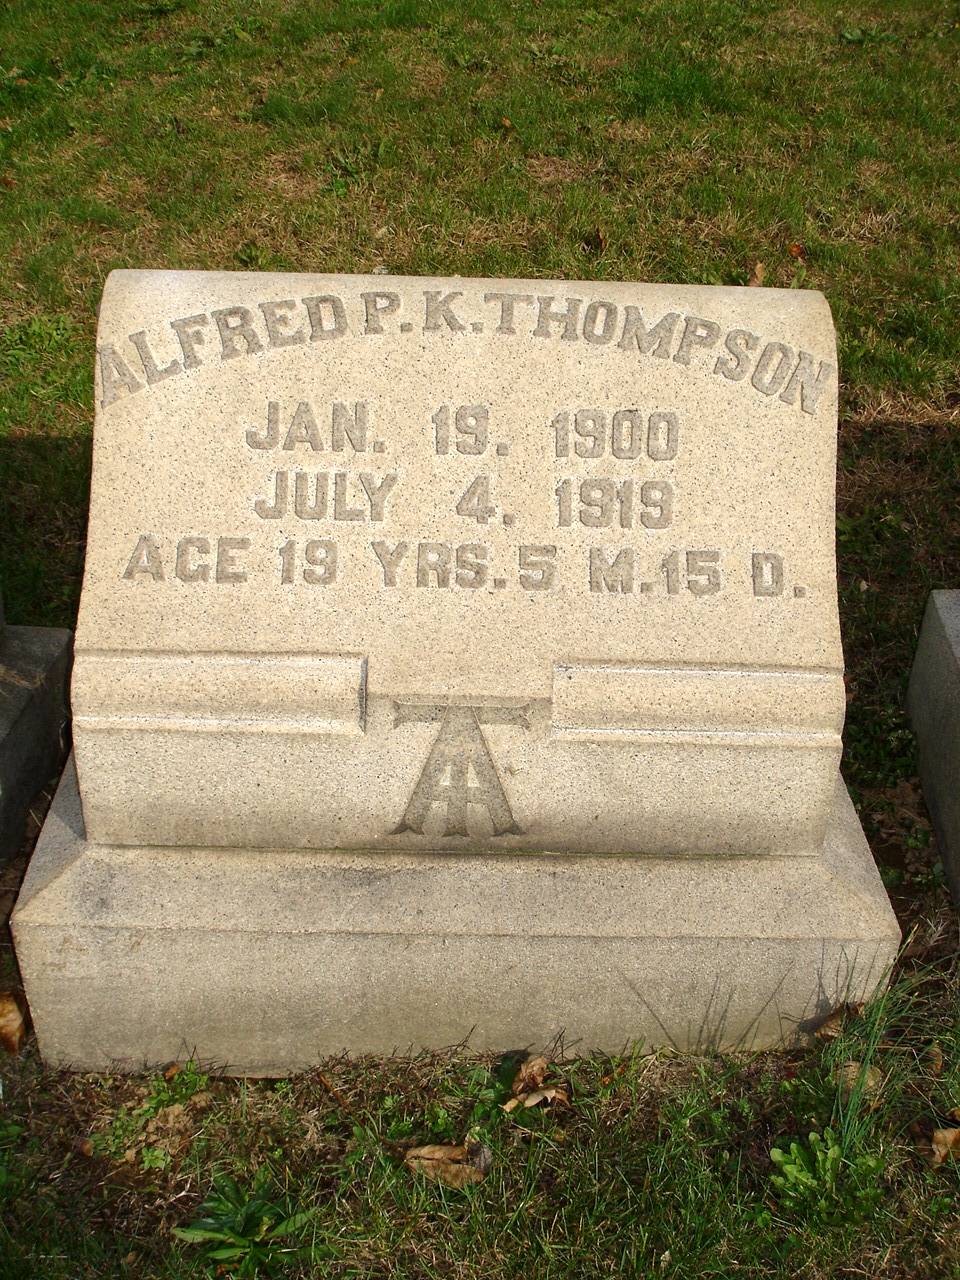 ALFRED P. K. THOMPSON
JAN. 19. 1900
JULY 4. 1919
AGE 19 YRS. 5 M. 15 D.